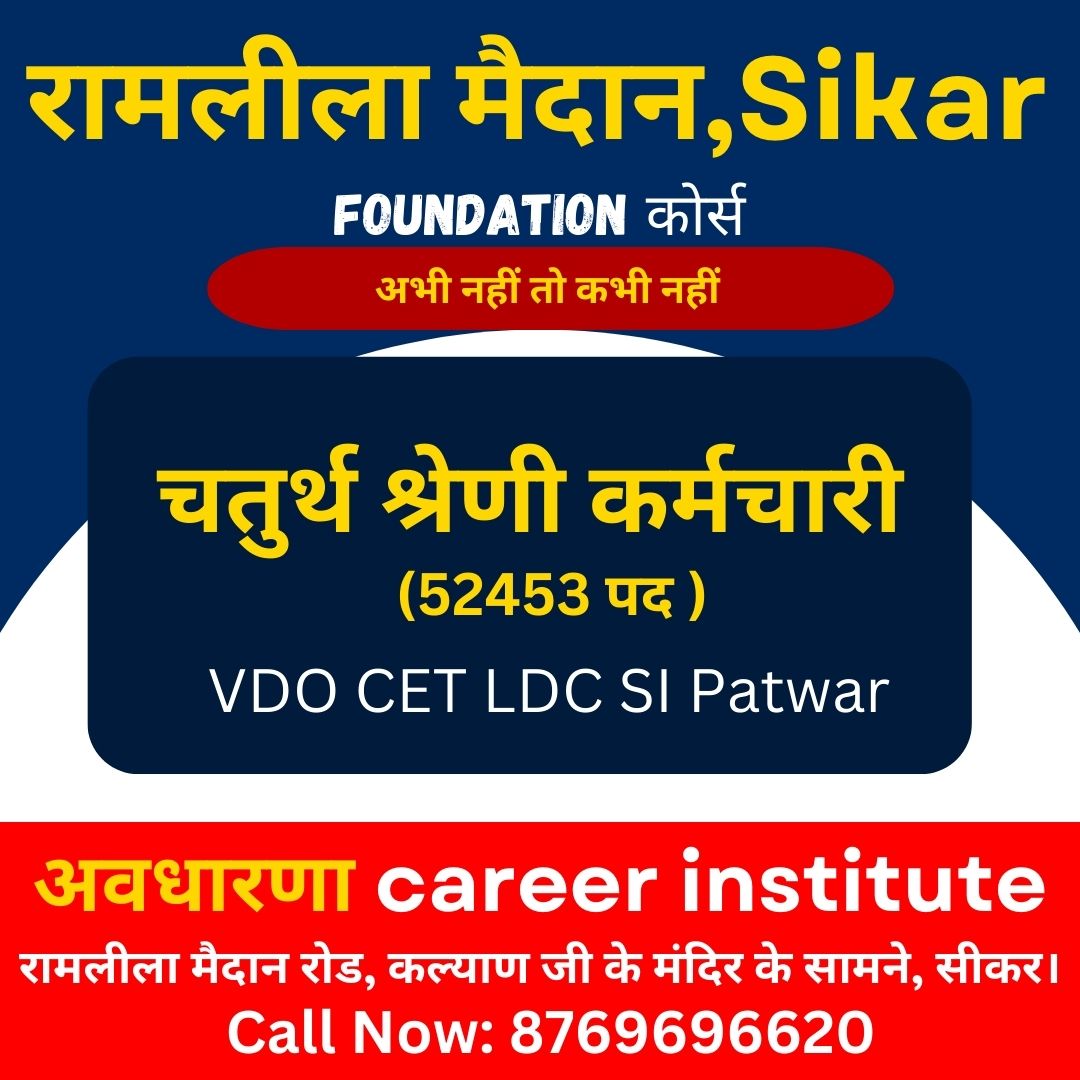 रामलीला मैदान,Sikar
FOUNDATION कोर्स
अभी नहीं तो कभी नहीं
चतुर्थ श्रेणी कर्मचारी
(52453 पद )
VDO CET LDC SI Patwar
अवधारणा career institute
रामलीला मैदान रोड, कल्याण जी के मंदिर के सामने, सीकर।
Call Now: 8769696620